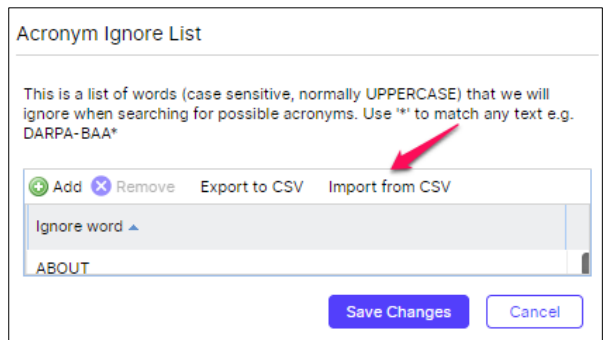 Acronym Ignore List
This is a list of words (case sensitive, normally UPPERCASE) that we will
ignore when searching for possible acronyms. Use '*' to match any text e.g.
DARPA-BAA*
Add Remove Export to CSV Import from CSV
Ignore word
ABOUT
Save Changes Cancel